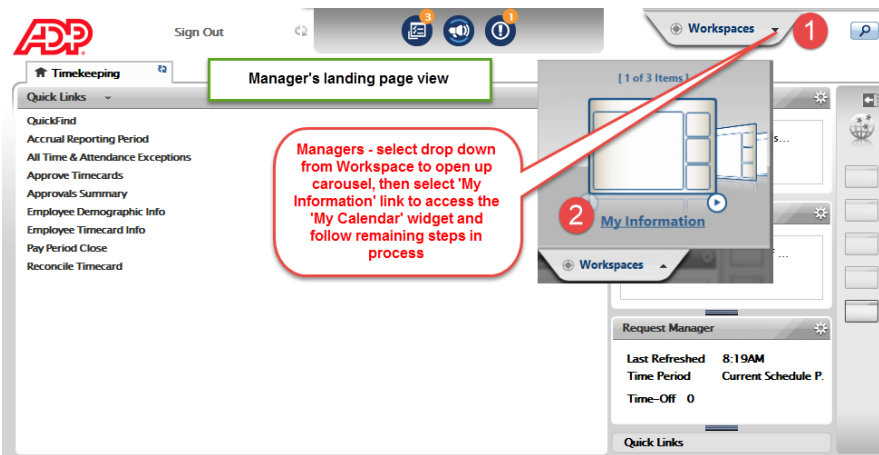 ADP
Sign Out
3
1
Workspaces
1
Timekeeping
Manager's landing page view
[ 1 of 3 Items ]
Quick Links
QuickFind
Accrual Reporting Period
All Time & Attendance Exceptions
Approve Timecards
Approvals Summary
Employee Demographic Info
Employee Timecard Info
Pay Period Close
Reconcile Timecard
Managers - select drop down
from Workspace to open up
carousel, then select 'My
Information' link to access the
'My Calendar' widget and
follow remaining steps in
process
s...
2
My Information
Workspaces
...
Request Manager
Last Refreshed 8:19AM
Time Period Current Schedule P.
Time-Off 0
Quick Links